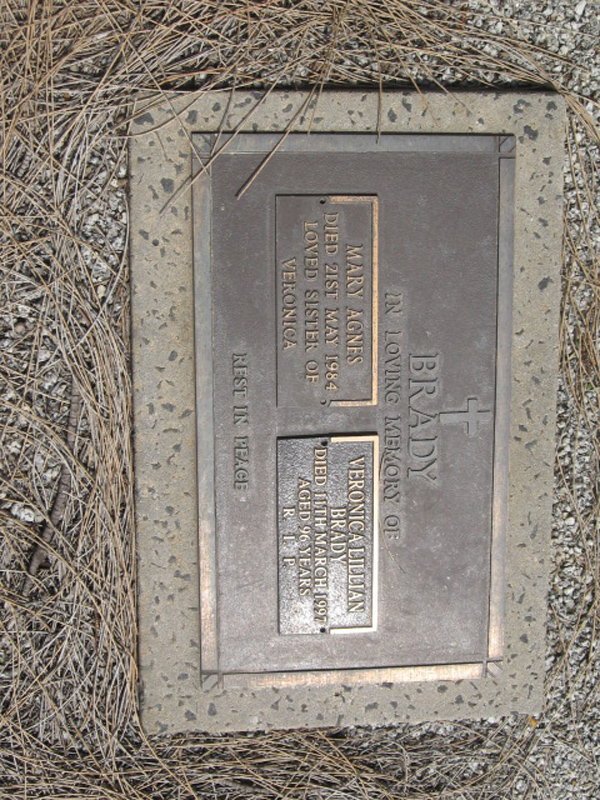 BRADY
IN LOVING MEMORY OF
MARY AGNES
DIED 21ST MAY 1984
LOVED SISTER OF
VERONICA
VERONICA LILLIAN
BRADY
DIED 11TH MARCH 1997
AGED 96 YEARS
R I P
REST IN PEACE